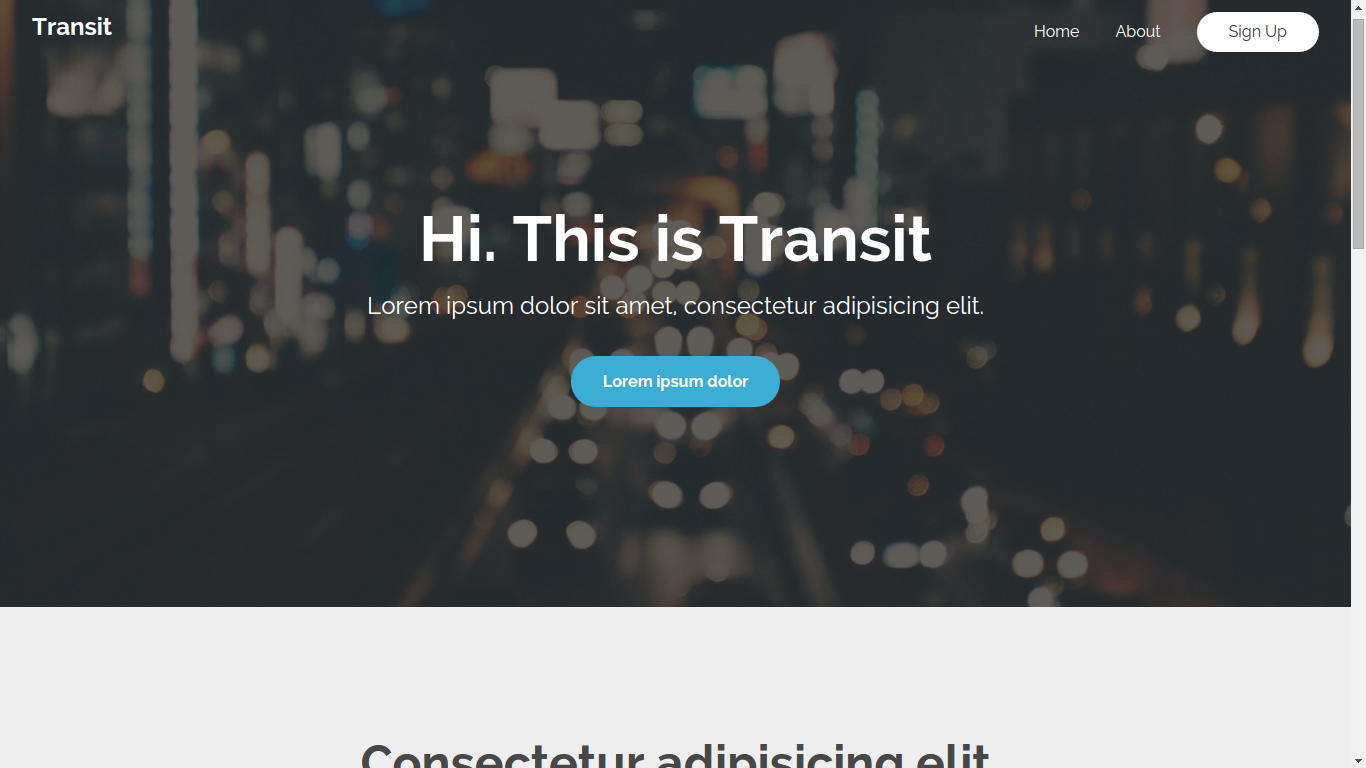 Transit
Home About Sign Up
Hi. This is Transit
Lorem ipsum dolor sit amet, consectetur adipisicing elit.
Lorem ipsum dolor
Consectetur adipisicing elit